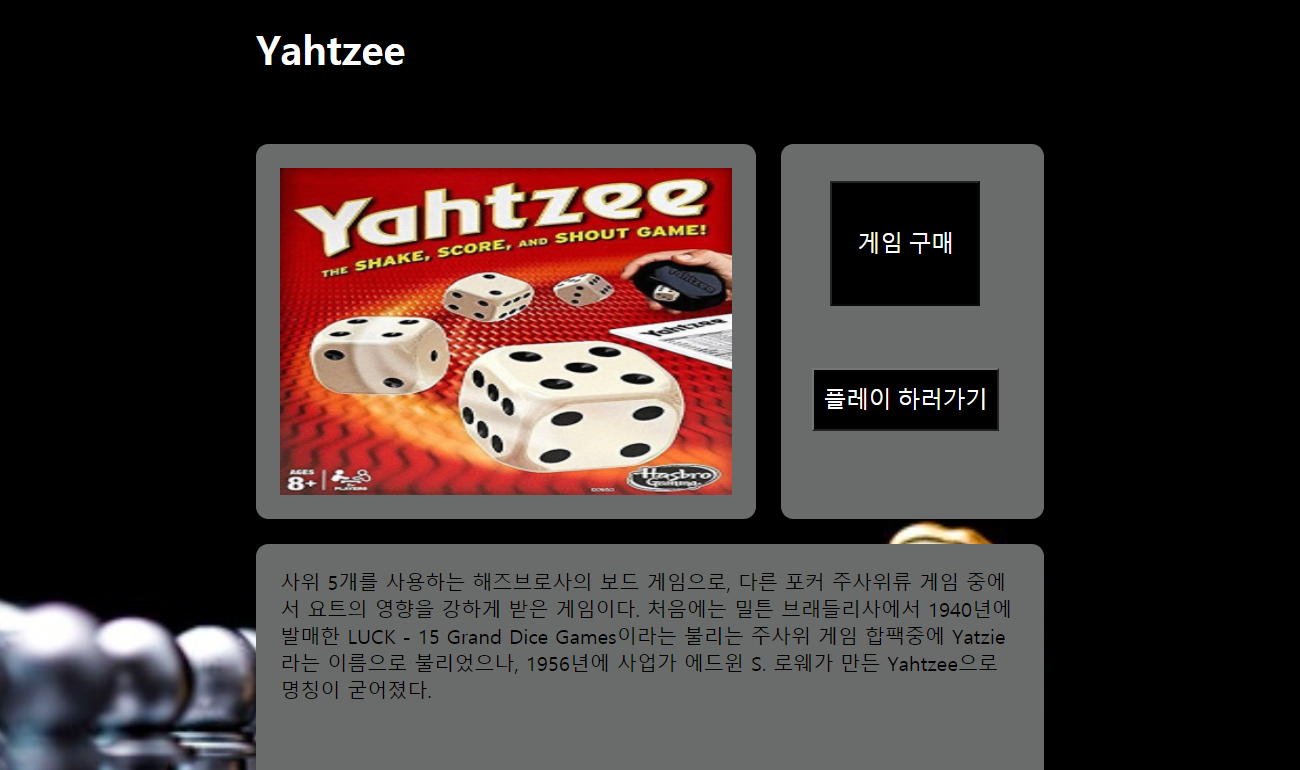 Yahtzee
Yahtzee
THE SHAKE, SCORE, AND SHOUT GAME!
Yahtzee
AGES
8+
PLAYERS
Hasbro
Gaming
게임 구매
플레이 하러가기
사위 5개를 사용하는 해즈브로사의 보드 게임으로, 다른 포커 주사위류 게임 중에
서 요트의 영향을 강하게 받은 게임이다. 처음에는 밀튼 브래들리사에서 1940년에
발매한 LUCK - 15 Grand Dice Games이라는 불리는 주사위 게임 합팩중에 Yatzie
라는 이름으로 불리었으나, 1956년에 사업가 에드윈 S. 로웨가 만든 Yahtzee으로
명칭이 굳어졌다.